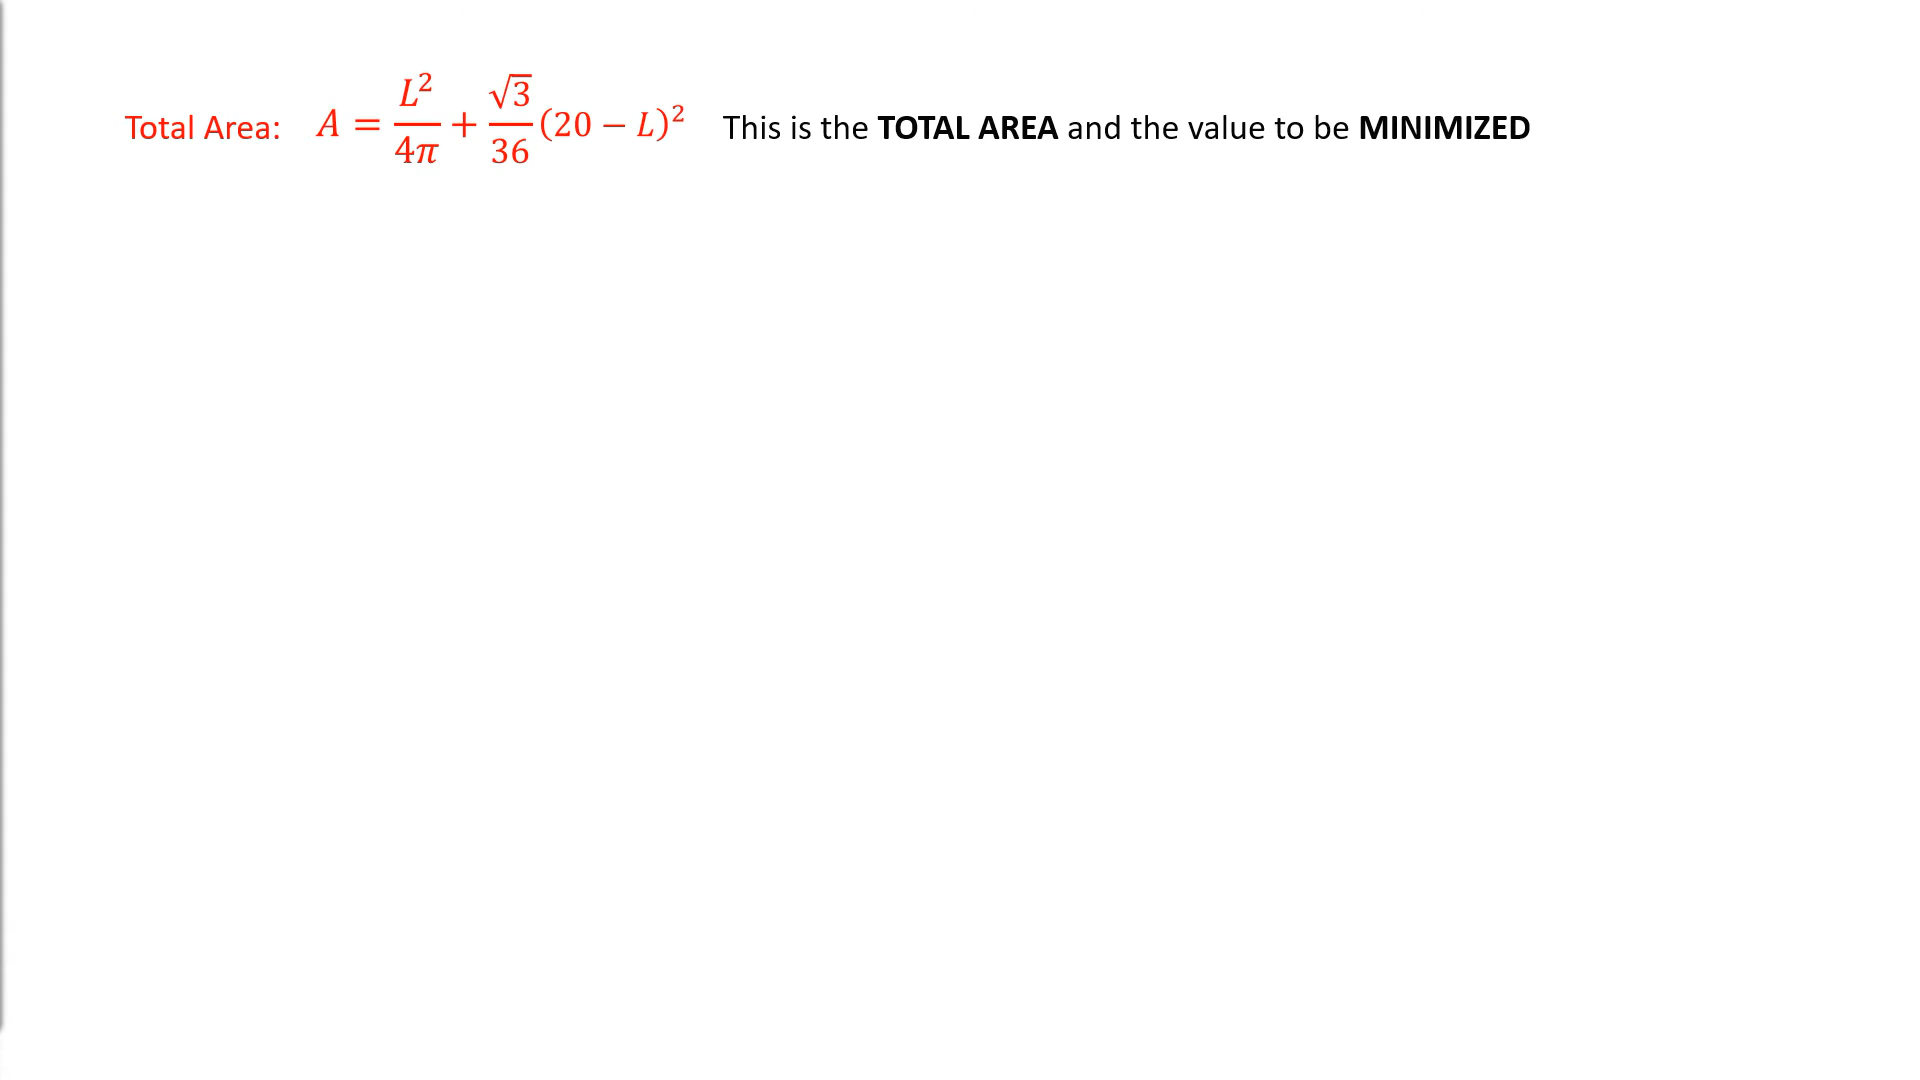 Total Area: A = L²/4π + √3/36 (20 − L)² This is the TOTAL AREA and the value to be MINIMIZED